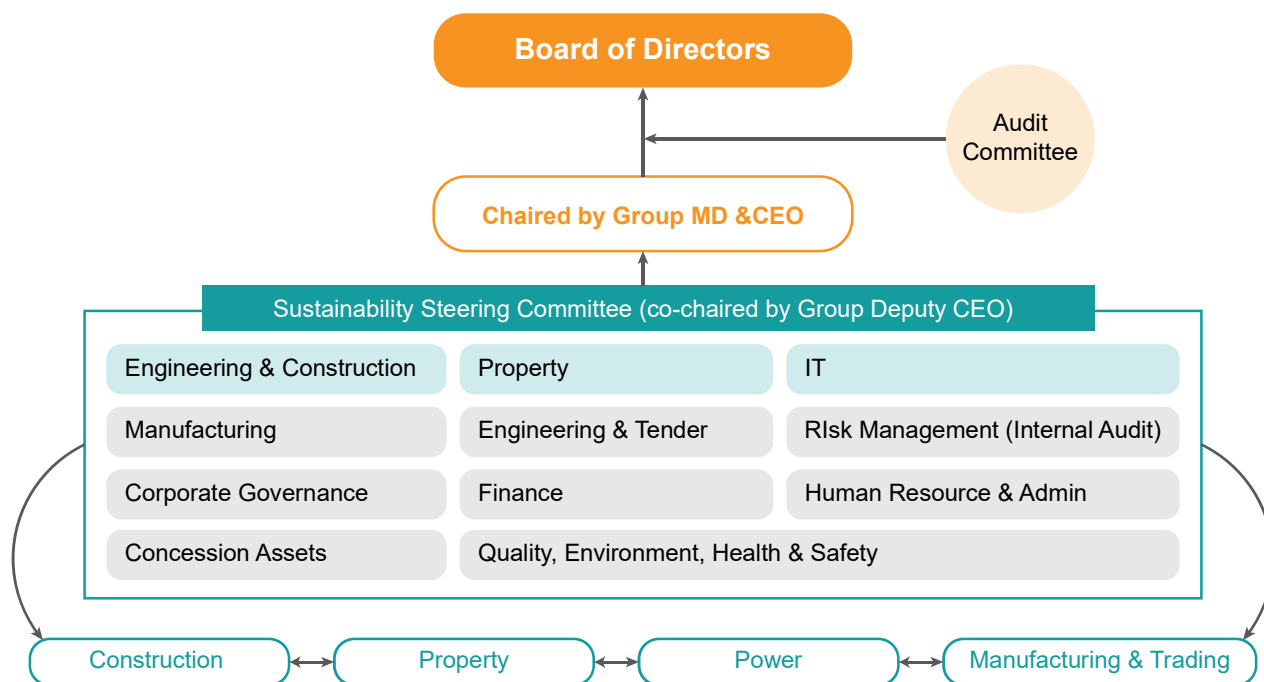 Board of Directors
Audit
Committee
Chaired by Group MD &CEO
Sustainability Steering Committee (co-chaired by Group Deputy CEO)
Engineering & Construction
Property
IT
Manufacturing
Engineering & Tender
RIsk Management (Internal Audit)
Corporate Governance
Finance
Human Resource & Admin
Concession Assets
Quality, Environment, Health & Safety
Construction
Property
Power
Manufacturing & Trading